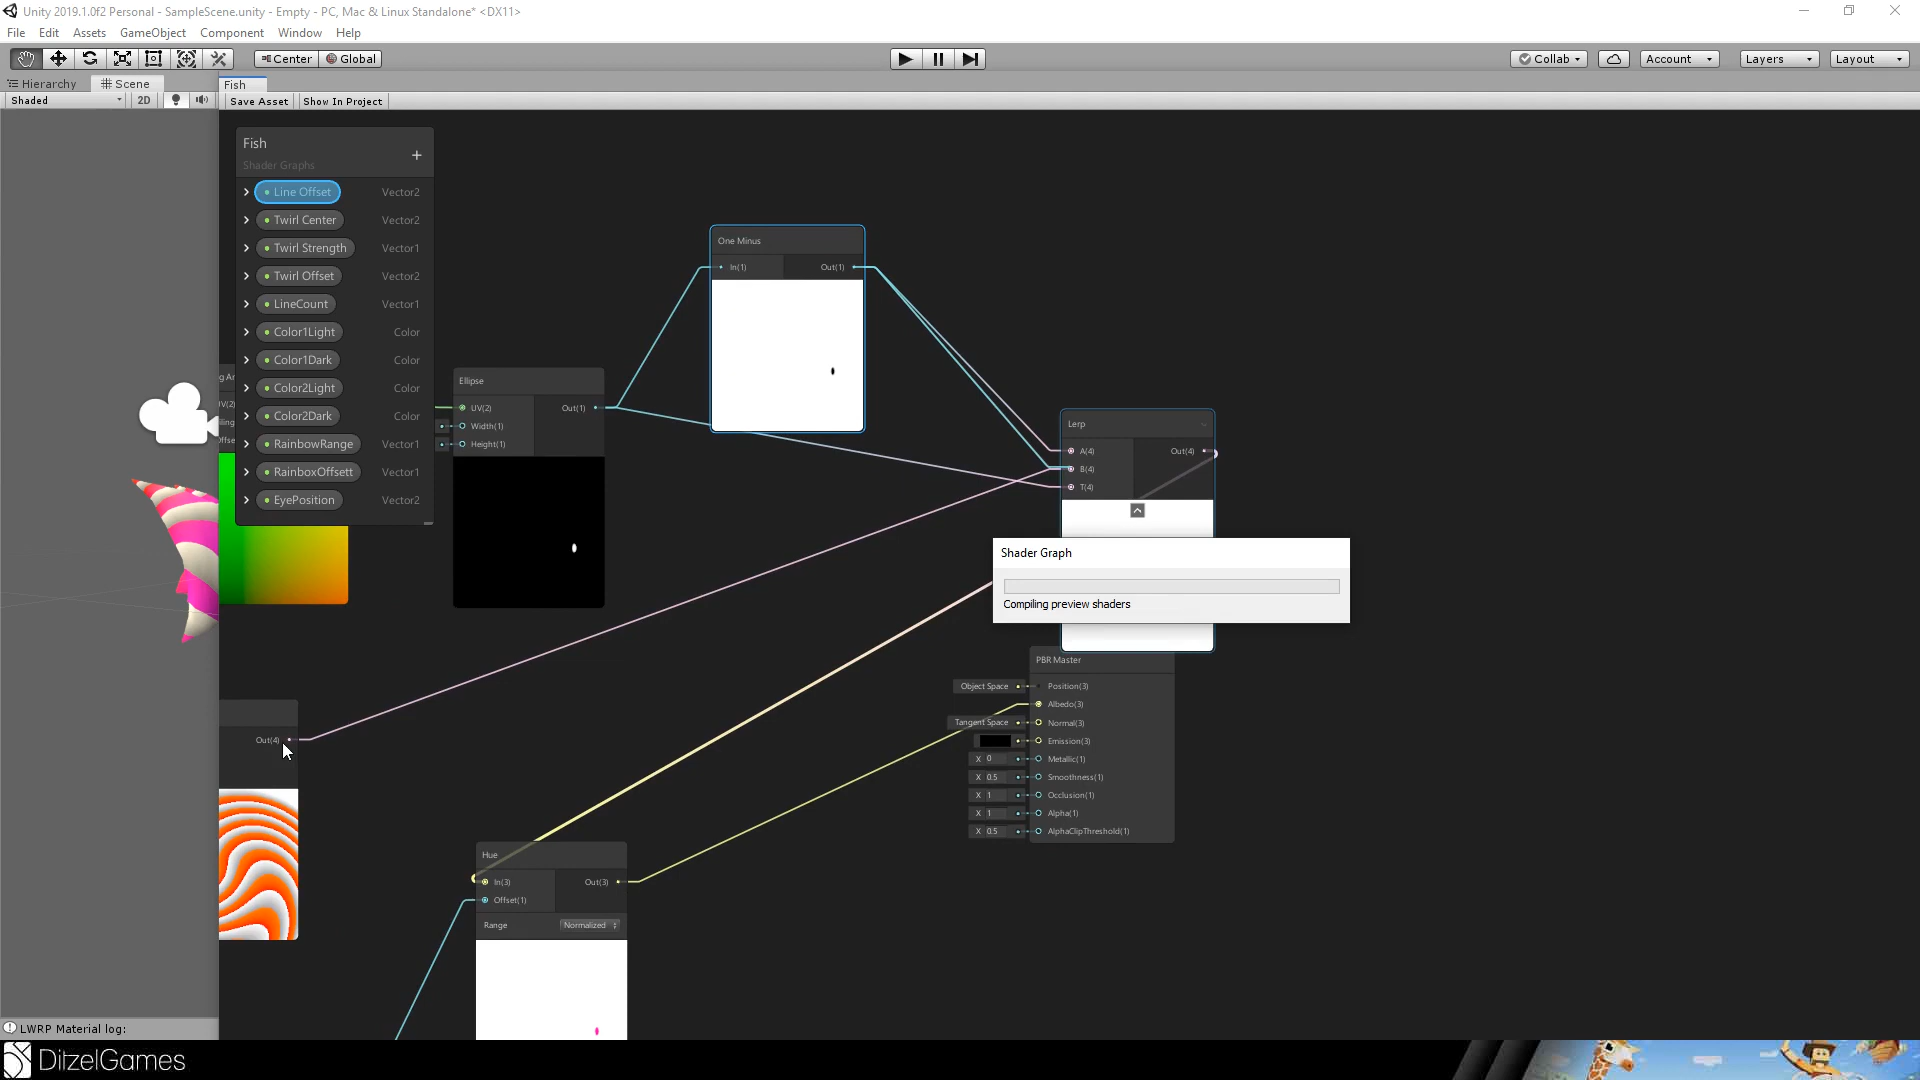 Unity 2019.1.0f2 Personal - SampleScene.unity - Empty - PC, Mac & Linux Standalone* <DX11>
File Edit Assets GameObject Component Window Help
Center Global Collab Account Layers Layout
Hierarchy Scene Fish
Shaded 2D Save Asset Show In Project
Fish
Shader Graphs
+
Line Offset Vector2
Twirl Center Vector2
Twirl Strength Vector1
Twirl Offset Vector2
LineCount Vector1
Color1Light Color
Color1Dark Color
Color2Light Color
Color2Dark Color
RainbowRange Vector1
RainboxOffsett Vector1
EyePosition Vector2
One Minus
In(1) Out(1)
Ellipse
UV(2) Out(1)
Width(1)
Height(1)
Lerp
A(4) Out(4)
B(4)
T(4)
Shader Graph
Compiling preview shaders
PBR Master
Object Space Position(3)
Albedo(3)
Tangent Space Normal(3)
Emission(3)
X 0 Metallic(1)
X 0.5 Smoothness(1)
X 1 Occlusion(1)
X 1 Alpha(1)
X 0.5 AlphaClipThreshold(1)
Out(4)
Hue
In(3) Out(3)
Offset(1)
Range Normalized
LWRP Material log:
DitzelGames